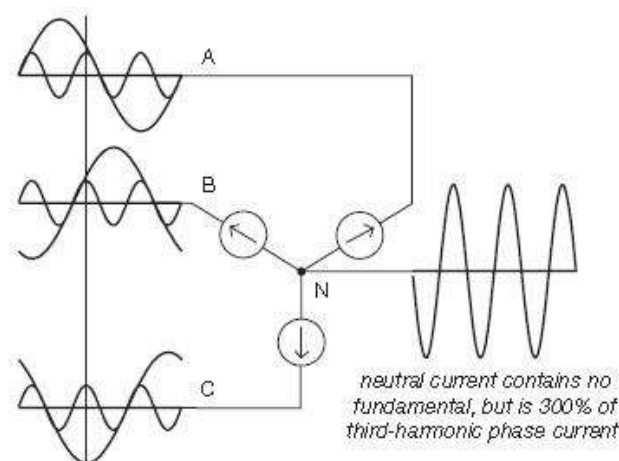 A
B
N
C
neutral current contains no
fundamental, but is 300% of
third-harmonic phase current